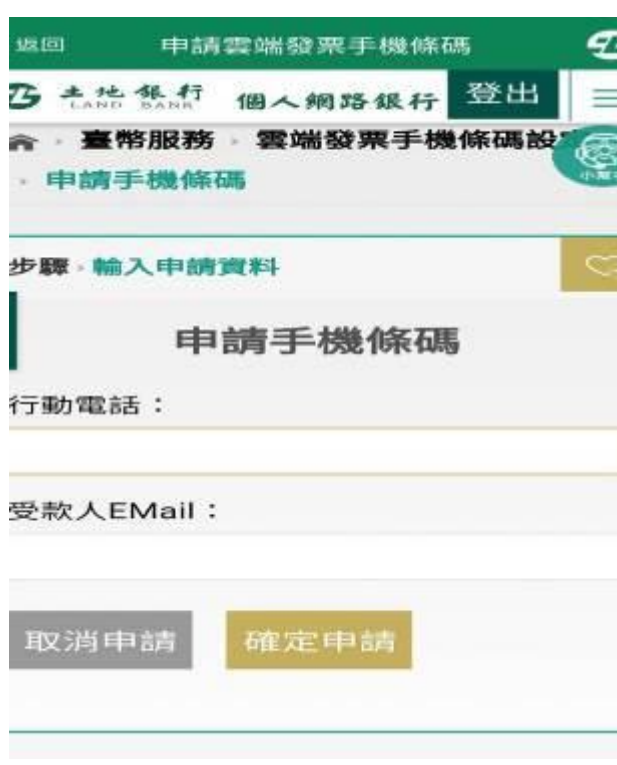 返回 申請雲端發票手機條碼
土地銀行 個人網路銀行 登出
LAND BANK
臺幣服務 › 雲端發票手機條碼設
› 申請手機條碼
步驟 › 輸入申請資料
申請手機條碼
行動電話：
受款人EMail：
取消申請 確定申請